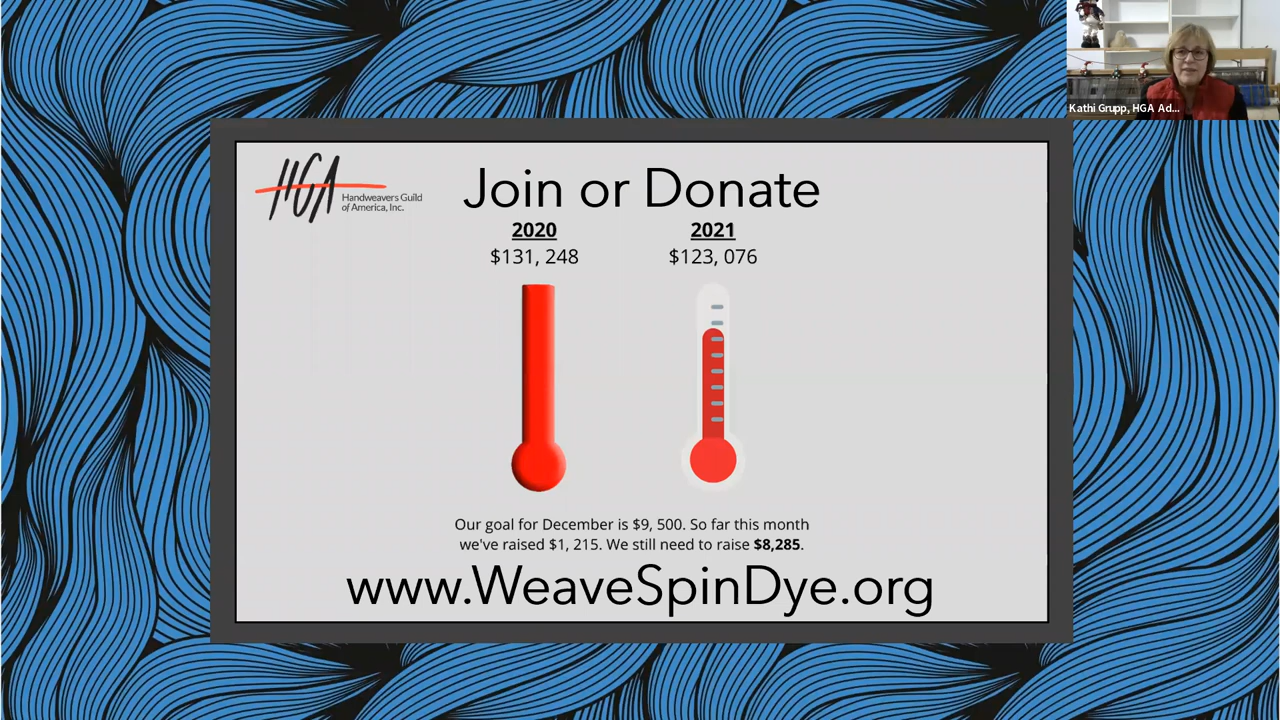 Kathi Grupp, HGA Ad...
HGA
Handweavers Guild
of America, Inc.
Join or Donate
2020
2021
$131, 248
$123, 076
Our goal for December is $9, 500. So far this month
we've raised $1, 215. We still need to raise $8,285.
www.WeaveSpinDye.org